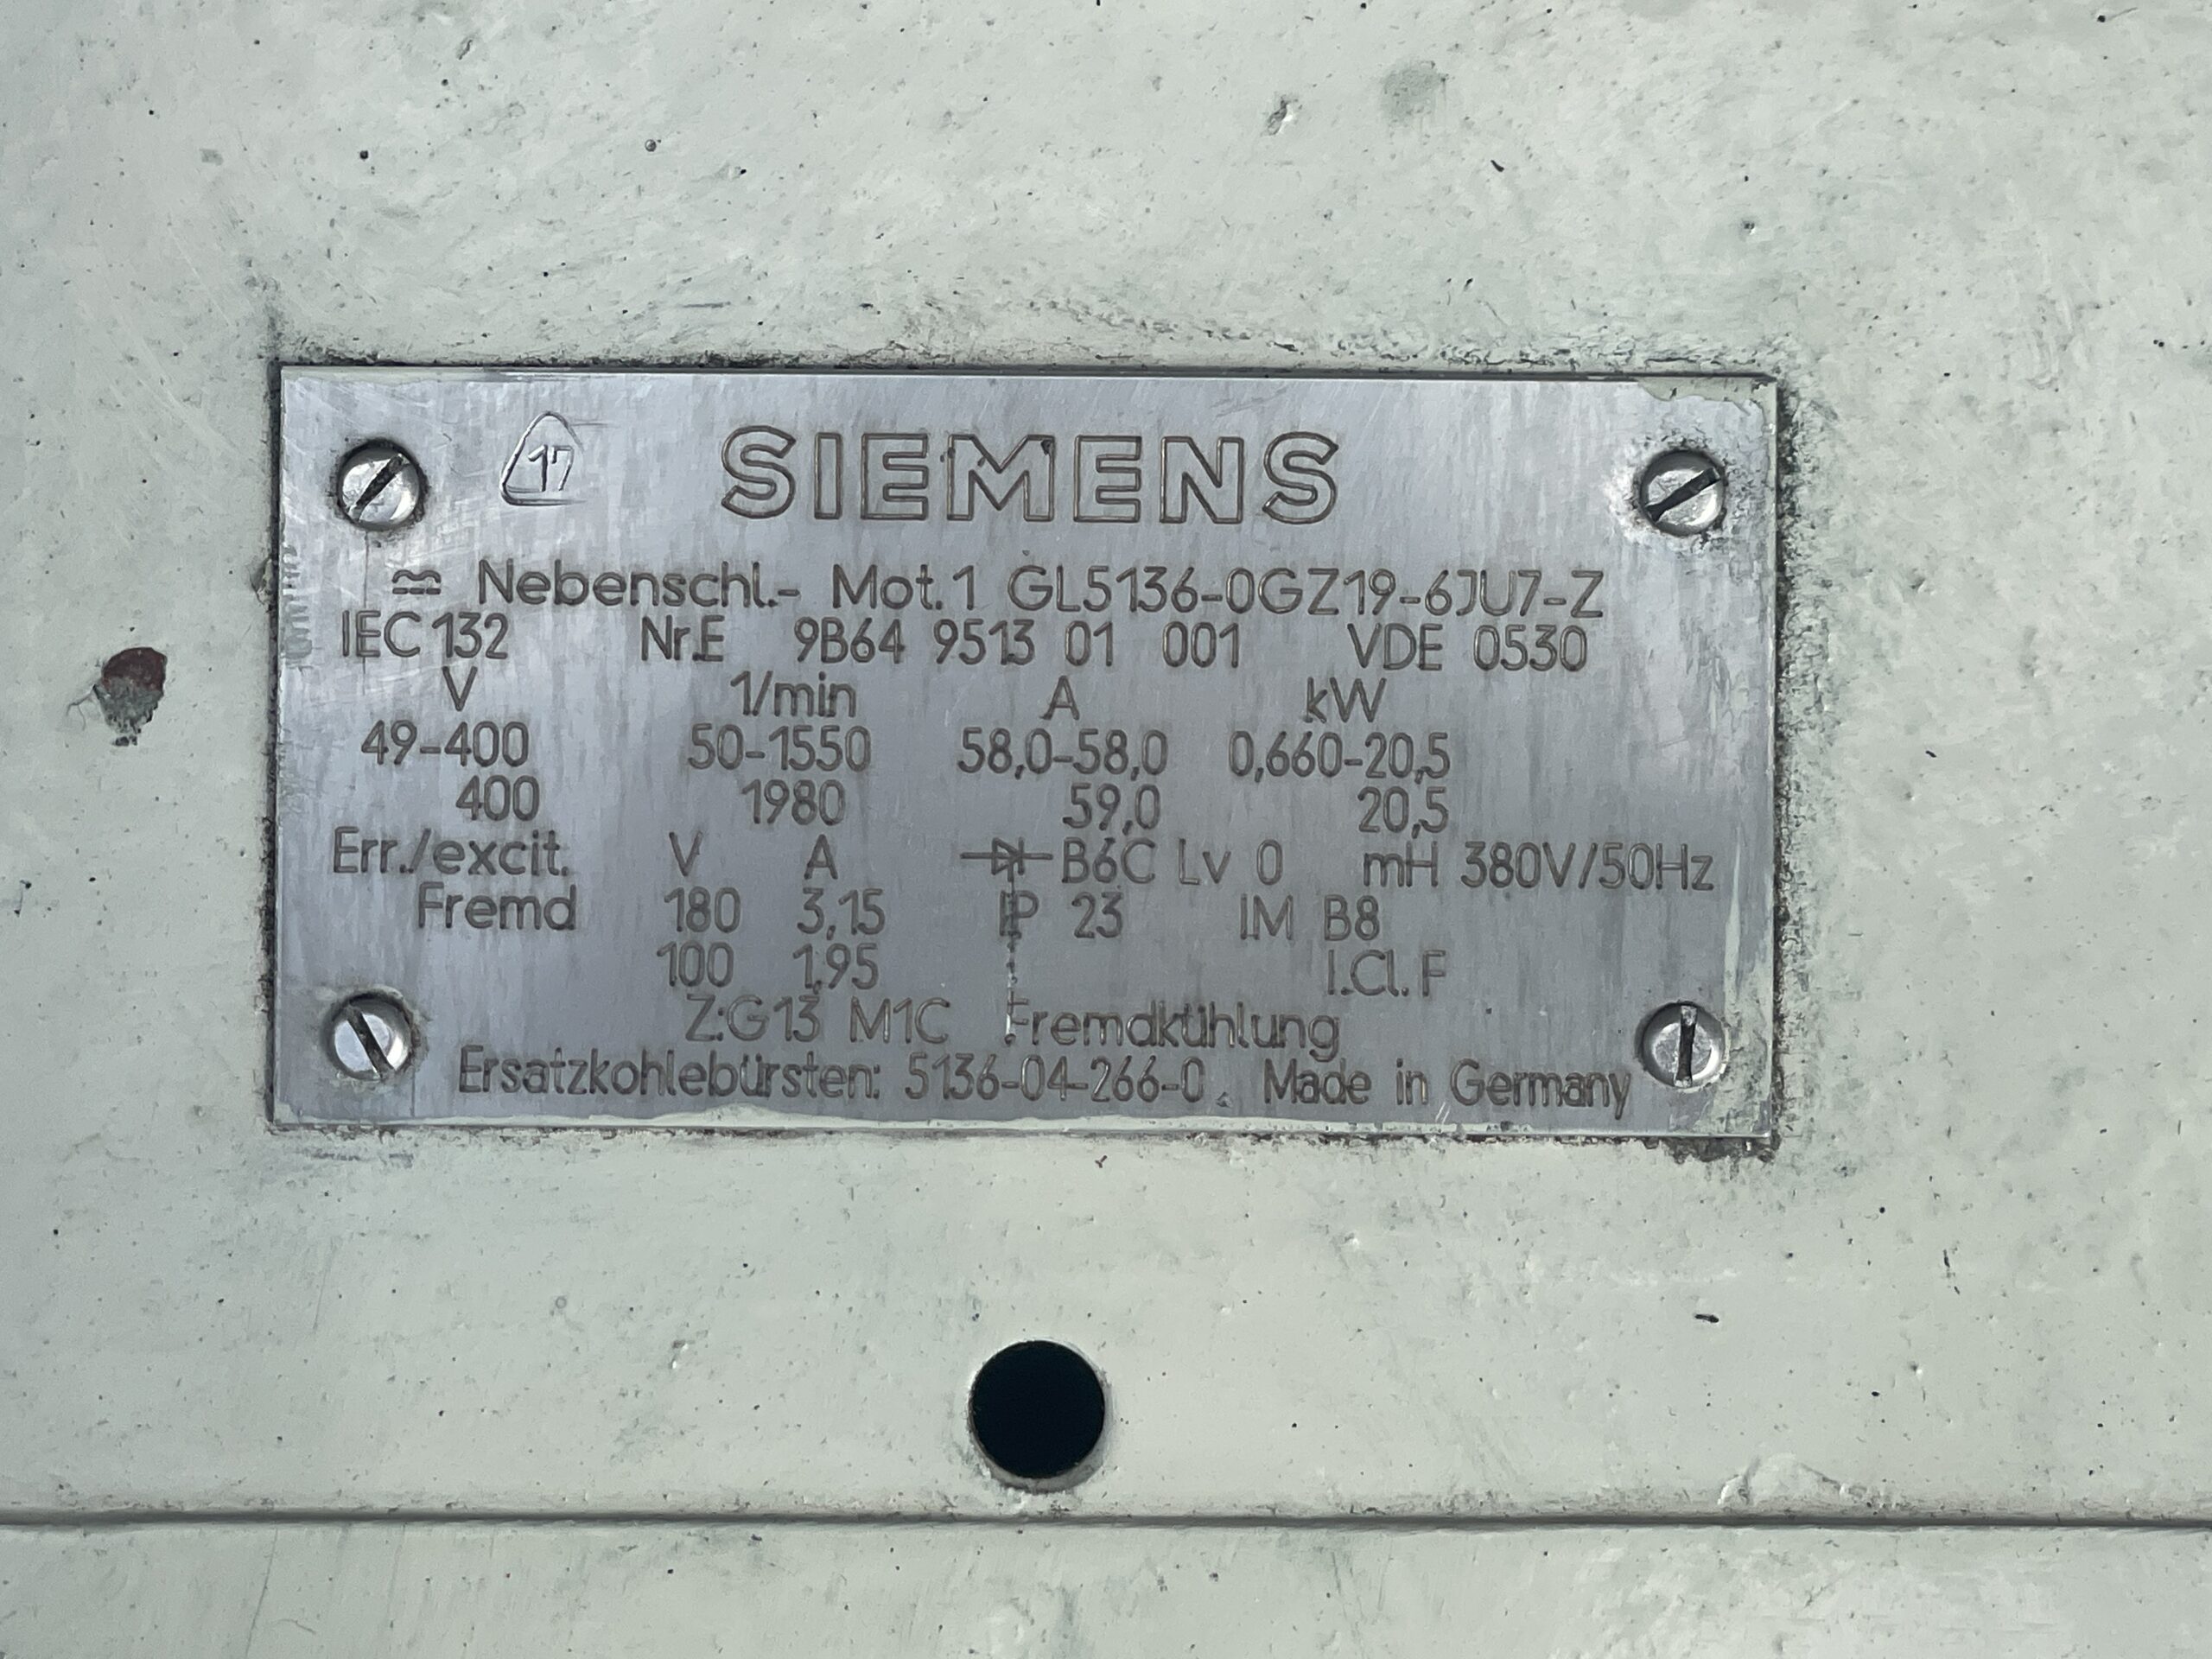 17
SIEMENS
Nebenschl.- Mot. 1 GL5136-0GZ19-6JU7-Z
IEC 132 Nr.E 9B64 9513 01 001 VDE 0530
V 1/min A kW
49-400 50-1550 58,0-58,0 0,660-20,5
400 1980 59,0 20,5
Err./excit. V A B6C Lv 0 mH 380V/50Hz
Fremd 180 3,15 IP 23 IM B8
100 1,95 I.Cl. F
Z:G13 M1C Fremdkühlung
Ersatzkohlebürsten: 5136-04-266-0. Made in Germany